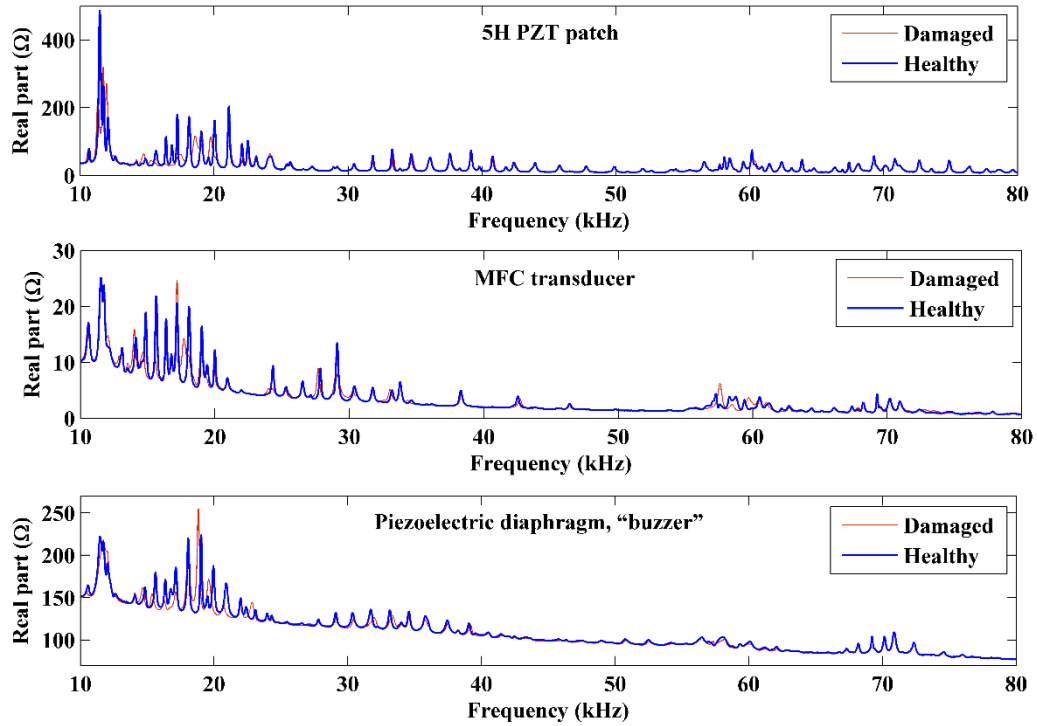 5H PZT patch
Damaged
Healthy
Real part (Ω)
400
200
0
10 20 30 40 50 60 70 80
Frequency (kHz)
MFC transducer
Damaged
Healthy
Real part (Ω)
30
20
10
0
10 20 30 40 50 60 70 80
Frequency (kHz)
Piezoelectric diaphragm, “buzzer”
Damaged
Healthy
Real part (Ω)
250
200
150
100
10 20 30 40 50 60 70 80
Frequency (kHz)